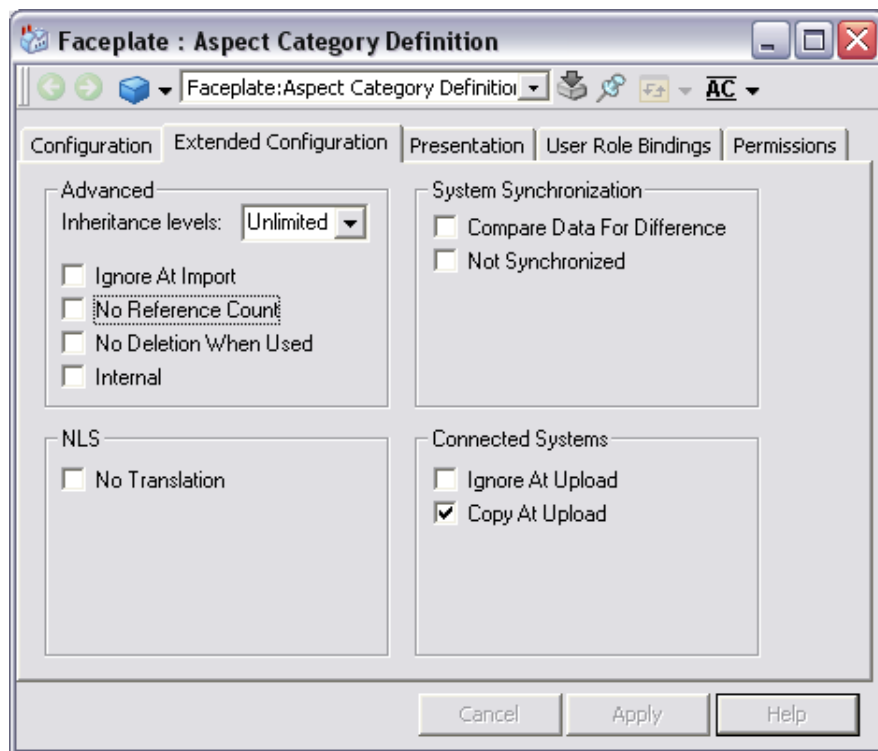 Faceplate : Aspect Category Definition
Faceplate:Aspect Category Definition
AC
Configuration
Extended Configuration
Presentation
User Role Bindings
Permissions
Advanced
Inheritance levels: Unlimited
Ignore At Import
No Reference Count
No Deletion When Used
Internal
System Synchronization
Compare Data For Difference
Not Synchronized
NLS
No Translation
Connected Systems
Ignore At Upload
Copy At Upload
Cancel
Apply
Help